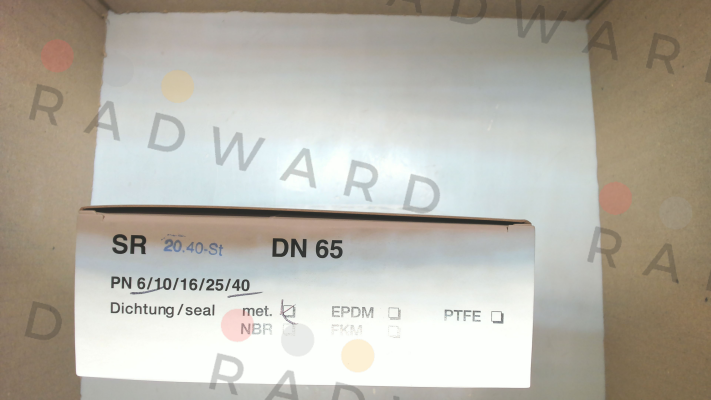 RADWARD
RADWARD
SR 20.40-St DN 65
PN 6/10/16/25/40
Dichtung/seal met. EPDM PTFE
NBR FKM
RADWARD